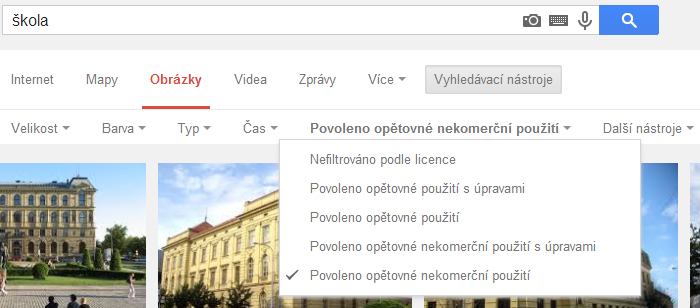 škola
Internet Mapy Obrázky Videa Zprávy Více Vyhledávací nástroje
Velikost Barva Typ Čas Povoleno opětovné nekomerční použití Další nástroje
Nefiltrováno podle licence
Povoleno opětovné použití s úpravami
Povoleno opětovné použití
Povoleno opětovné nekomerční použití s úpravami
Povoleno opětovné nekomerční použití